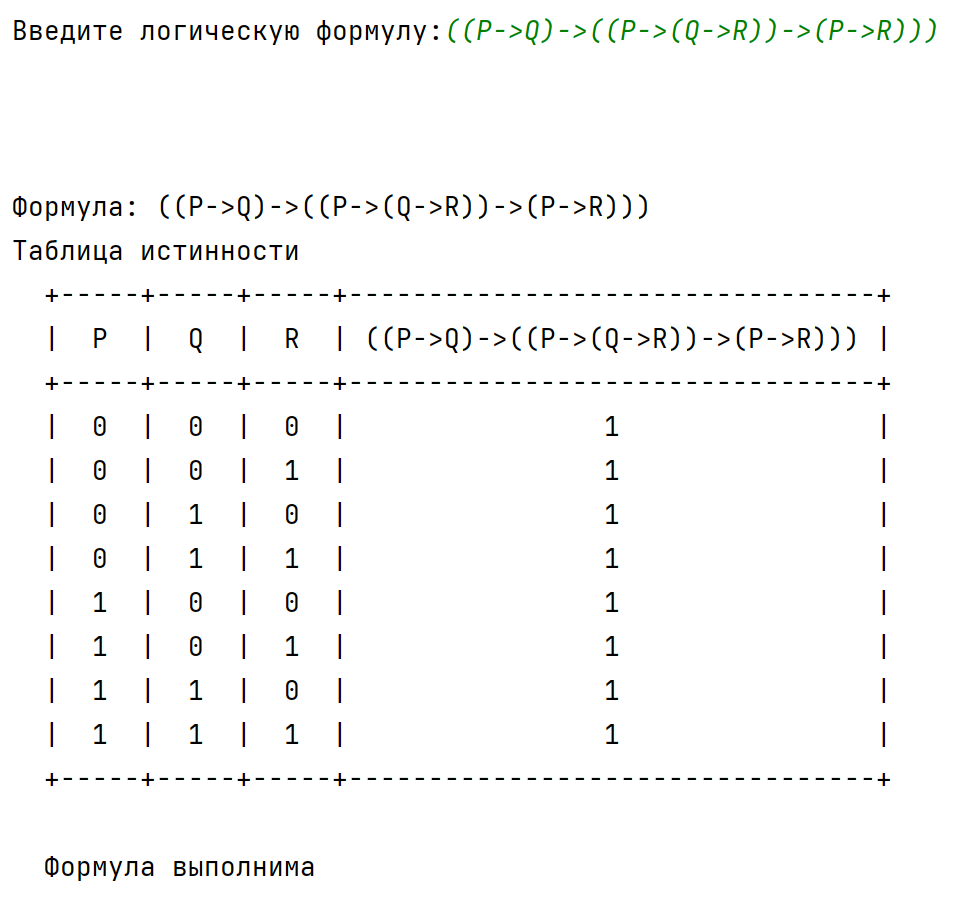 Введите логическую формулу:((P->Q)->((P->(Q->R))->(P->R)))
Формула: ((P->Q)->((P->(Q->R))->(P->R)))
Таблица истинности
+-----+-----+-----+---------------------------------+
|  P  |  Q  |  R  | ((P->Q)->((P->(Q->R))->(P->R))) |
+-----+-----+-----+---------------------------------+
|  0  |  0  |  0  |                1                |
|  0  |  0  |  1  |                1                |
|  0  |  1  |  0  |                1                |
|  0  |  1  |  1  |                1                |
|  1  |  0  |  0  |                1                |
|  1  |  0  |  1  |                1                |
|  1  |  1  |  0  |                1                |
|  1  |  1  |  1  |                1                |
+-----+-----+-----+---------------------------------+
Формула выполнима